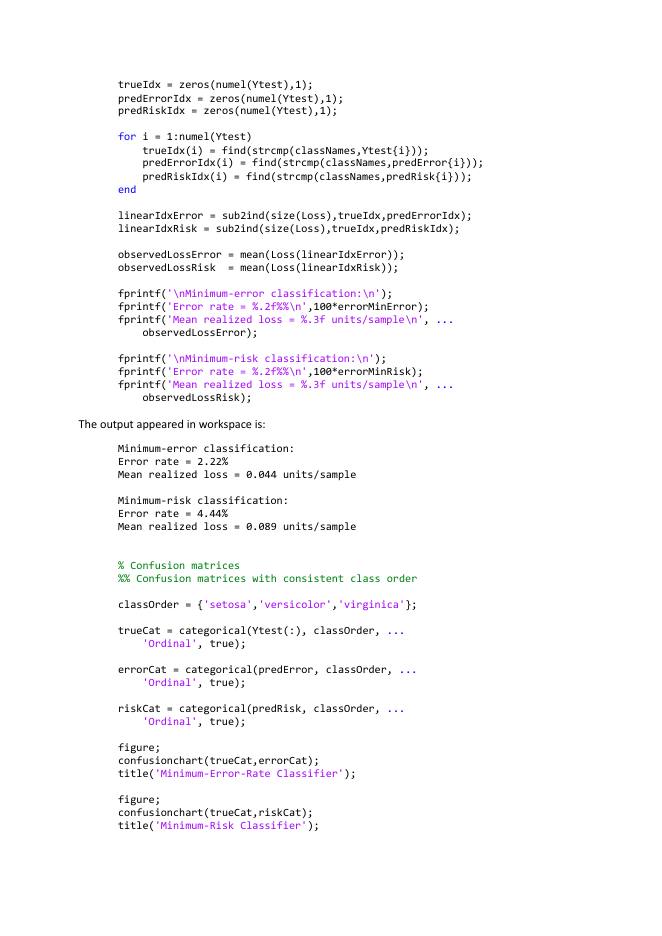 trueIdx = zeros(numel(Ytest),1);
predErrorIdx = zeros(numel(Ytest),1);
predRiskIdx = zeros(numel(Ytest),1);
for i = 1:numel(Ytest)
    trueIdx(i) = find(strcmp(classNames,Ytest{i}));
    predErrorIdx(i) = find(strcmp(classNames,predError{i}));
    predRiskIdx(i) = find(strcmp(classNames,predRisk{i}));
end
linearIdxError = sub2ind(size(Loss),trueIdx,predErrorIdx);
linearIdxRisk = sub2ind(size(Loss),trueIdx,predRiskIdx);
observedLossError = mean(Loss(linearIdxError));
observedLossRisk  = mean(Loss(linearIdxRisk));
fprintf('\nMinimum-error classification:\n');
fprintf('Error rate = %.2f%%\n',100*errorMinError);
fprintf('Mean realized loss = %.3f units/sample\n', ...
    observedLossError);
fprintf('\nMinimum-risk classification:\n');
fprintf('Error rate = %.2f%%\n',100*errorMinRisk);
fprintf('Mean realized loss = %.3f units/sample\n', ...
    observedLossRisk);
The output appeared in workspace is:
Minimum-error classification:
Error rate = 2.22%
Mean realized loss = 0.044 units/sample
Minimum-risk classification:
Error rate = 4.44%
Mean realized loss = 0.089 units/sample
% Confusion matrices
%% Confusion matrices with consistent class order
classOrder = {'setosa','versicolor','virginica'};
trueCat = categorical(Ytest(:), classOrder, ...
    'Ordinal', true);
errorCat = categorical(predError, classOrder, ...
    'Ordinal', true);
riskCat = categorical(predRisk, classOrder, ...
    'Ordinal', true);
figure;
confusionchart(trueCat,errorCat);
title('Minimum-Error-Rate Classifier');
figure;
confusionchart(trueCat,riskCat);
title('Minimum-Risk Classifier');